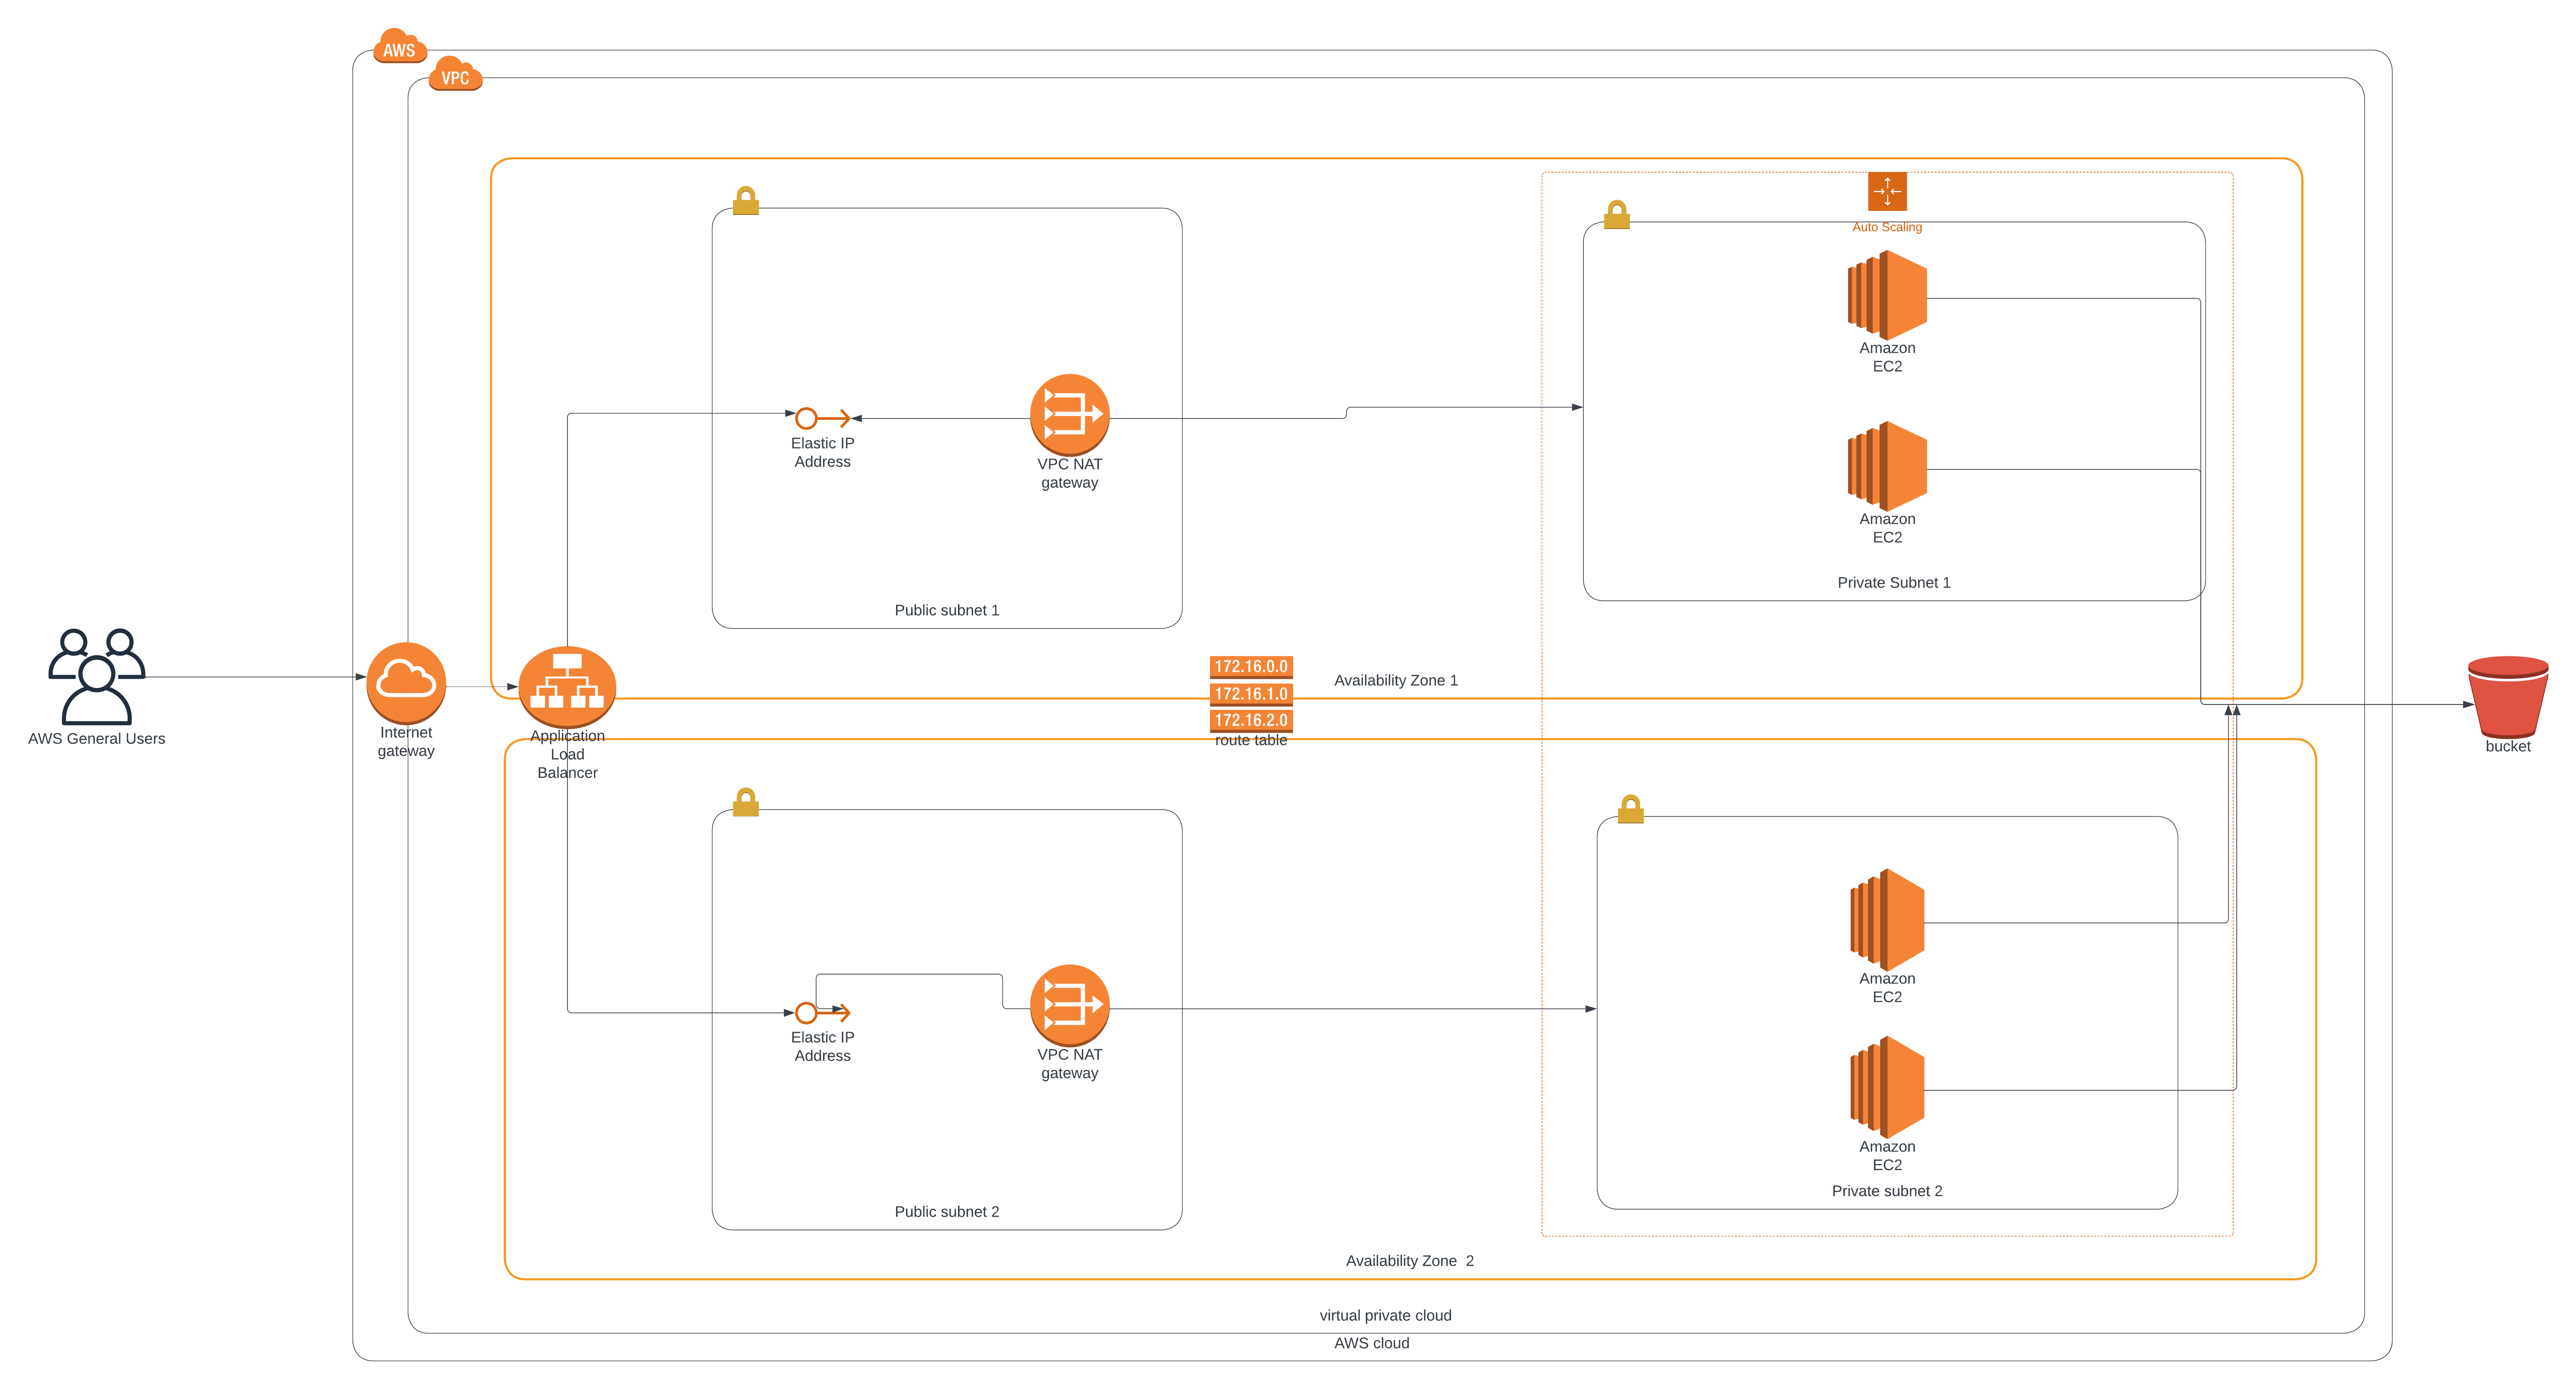 AWS
VPC
Auto Scaling
Amazon
EC2
Elastic IP
Address
VPC NAT
gateway
Amazon
EC2
Private Subnet 1
Public subnet 1
172.16.0.0
172.16.1.0
172.16.2.0
route table
Availability Zone 1
AWS General Users
Internet
gateway
Application
Load
Balancer
bucket
Elastic IP
Address
VPC NAT
gateway
Amazon
EC2
Amazon
EC2
Private subnet 2
Public subnet 2
Availability Zone  2
virtual private cloud
AWS cloud